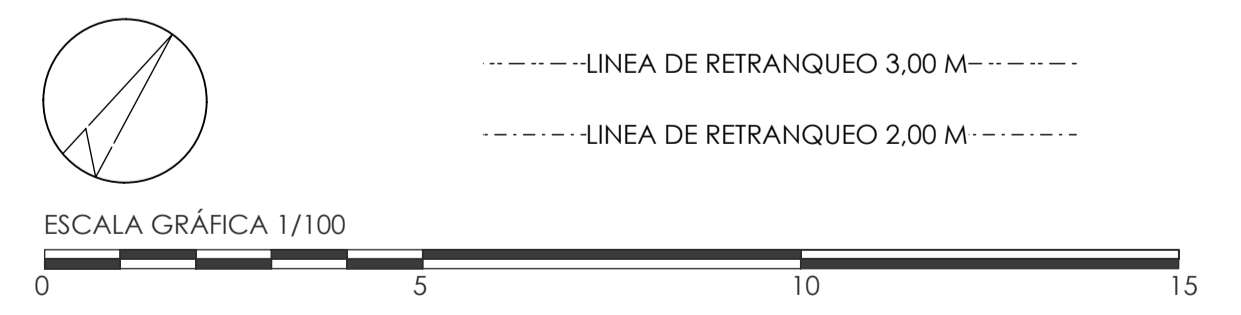 LINEA DE RETRANQUEO 3,00 M
LINEA DE RETRANQUEO 2,00 M
ESCALA GRÁFICA 1/100
0 5 10 15